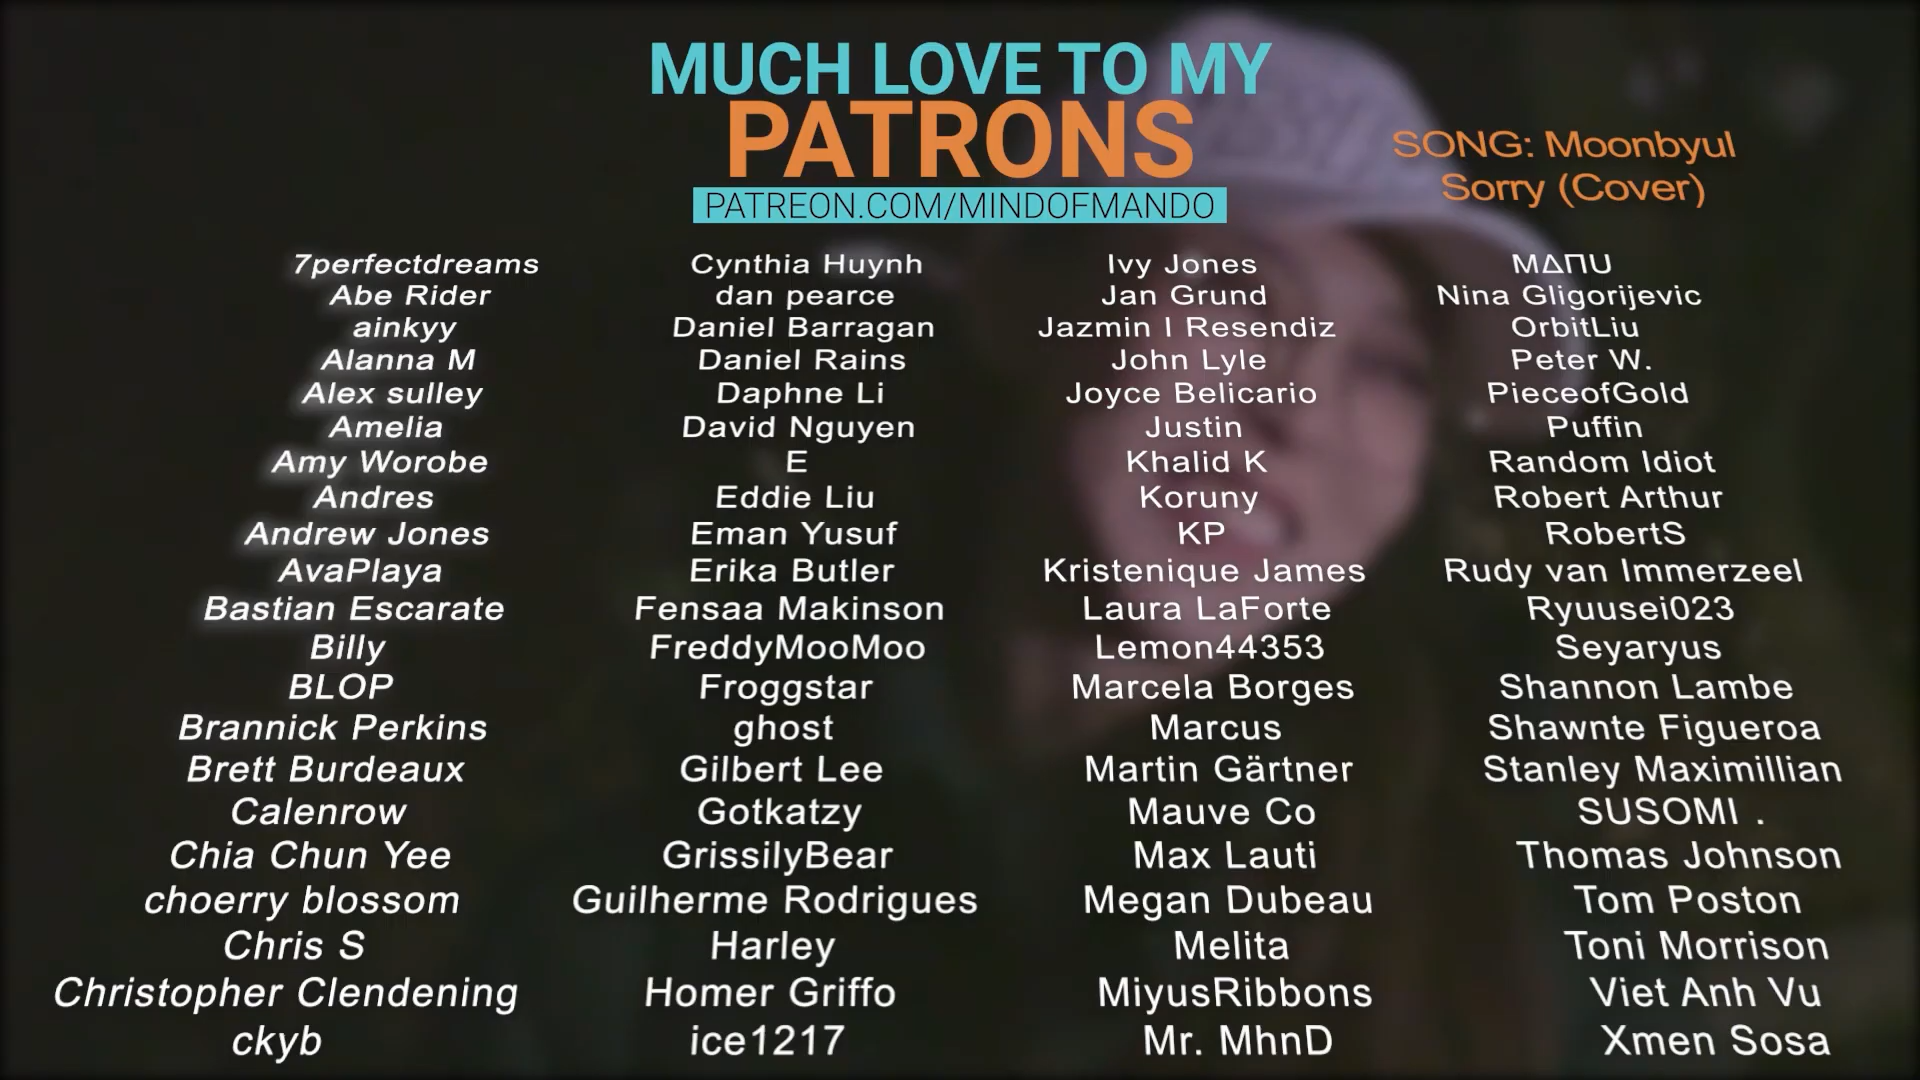 MUCH LOVE TO MY
PATRONS
PATREON.COM/MINDOFMANDO
SONG: Moonbyul
Sorry (Cover)
7perfectdreams
Abe Rider
ainkyy
Alanna M
Alex sulley
Amelia
Amy Worobe
Andres
Andrew Jones
AvaPlaya
Bastian Escarate
Billy
BLOP
Brannick Perkins
Brett Burdeaux
Calenrow
Chia Chun Yee
choerry blossom
Chris S
Christopher Clendening
ckyb
Cynthia Huynh
dan pearce
Daniel Barragan
Daniel Rains
Daphne Li
David Nguyen
E
Eddie Liu
Eman Yusuf
Erika Butler
Fensaa Makinson
FreddyMooMoo
Froggstar
ghost
Gilbert Lee
Gotkatzy
GrissilyBear
Guilherme Rodrigues
Harley
Homer Griffo
ice1217
Ivy Jones
Jan Grund
Jazmin I Resendiz
John Lyle
Joyce Belicario
Justin
Khalid K
Koruny
KP
Kristenique James
Laura LaForte
Lemon44353
Marcela Borges
Marcus
Martin Gärtner
Mauve Co
Max Lauti
Megan Dubeau
Melita
MiyusRibbons
Mr. MhnD
MΔΠU
Nina Gligorijevic
OrbitLiu
Peter W.
PieceofGold
Puffin
Random Idiot
Robert Arthur
RobertS
Rudy van Immerzeel
Ryuusei023
Seyaryus
Shannon Lambe
Shawnte Figueroa
Stanley Maximillian
SUSOMI .
Thomas Johnson
Tom Poston
Toni Morrison
Viet Anh Vu
Xmen Sosa